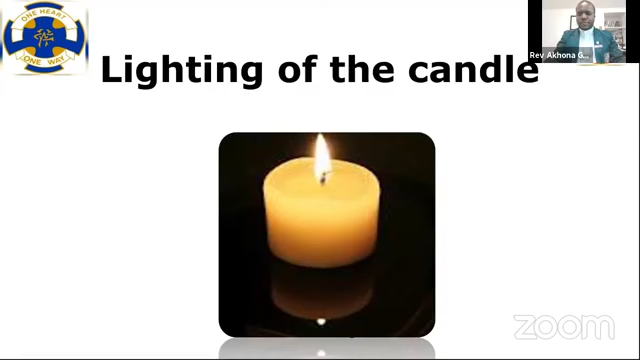 ONE HEART
ONE WAY
Rev Akhona G...
Lighting of the candle
zoom